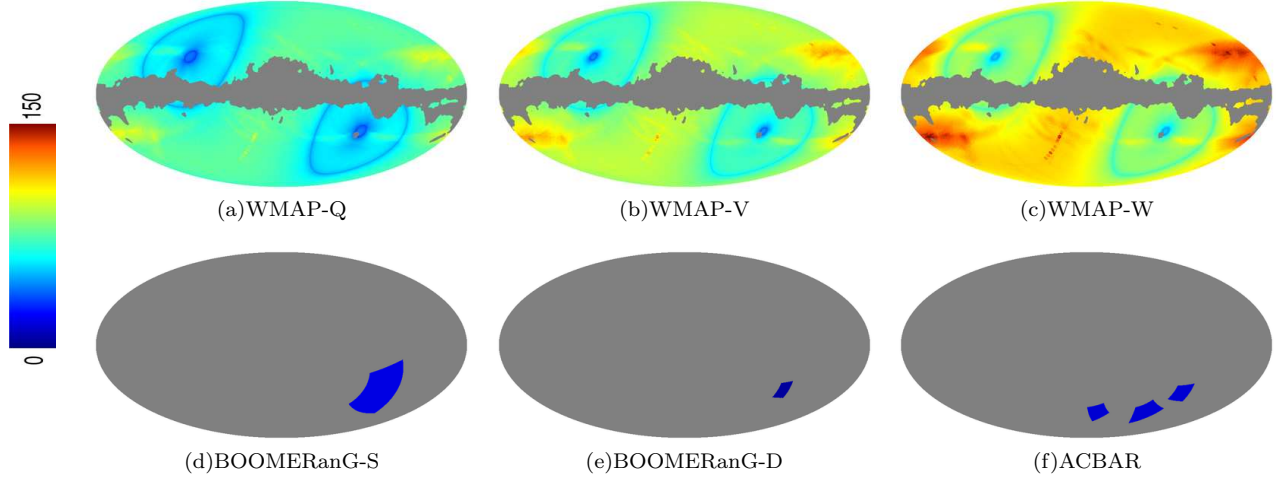 150
0
(a)WMAP-Q
(b)WMAP-V
(c)WMAP-W
(d)BOOMERanG-S
(e)BOOMERanG-D
(f)ACBAR